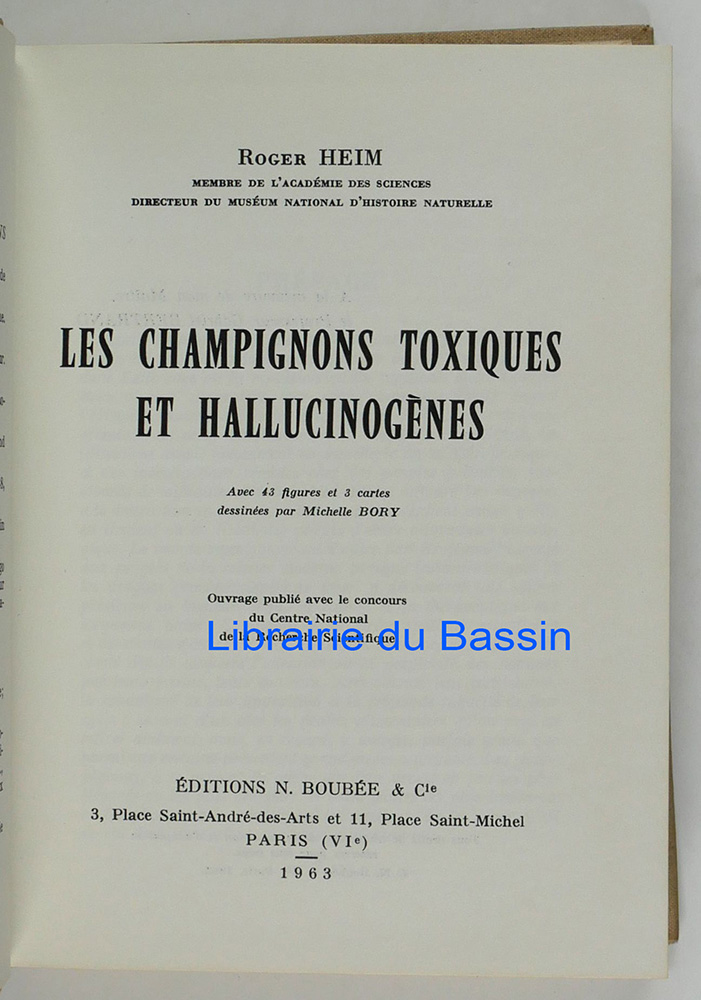 Roger HEIM
MEMBRE DE L'ACADÉMIE DES SCIENCES
DIRECTEUR DU MUSÉUM NATIONAL D'HISTOIRE NATURELLE
LES CHAMPIGNONS TOXIQUES
ET HALLUCINOGÈNES
Avec 43 figures et 3 cartes
dessinées par Michelle BORY
Ouvrage publié avec le concours
du Centre National
de la Recherche Scientifique
Librairie du Bassin
ÉDITIONS N. BOUBÉE & Cie
3, Place Saint-André-des-Arts et 11, Place Saint-Michel
PARIS (VIe)
1963